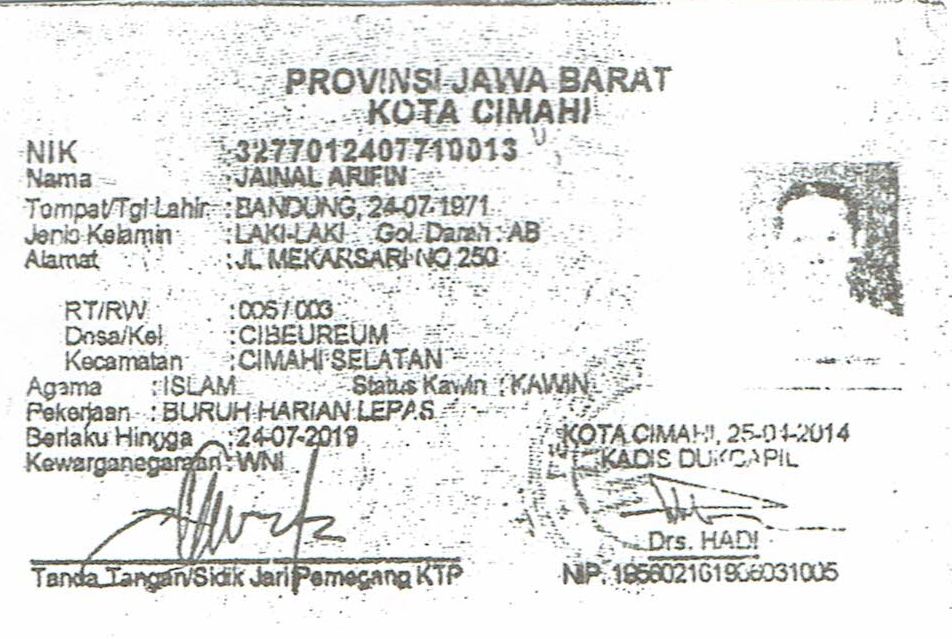 PROVINSI JAWA BARAT
KOTA CIMAHI
NIK : 3277012407710013
Nama : JAINAL ARIFIN
Tempat/Tgl Lahir : BANDUNG, 24-07-1971
Jenis Kelamin : LAKI-LAKI Gol. Darah : AB
Alamat : JL MEKARSARI NO 250
RT/RW : 005 / 003
Desa/Kel : CIBEUREUM
Kecamatan : CIMAHI SELATAN
Agama : ISLAM Status Kawin : KAWIN
Pekerjaan : BURUH HARIAN LEPAS
Berlaku Hingga : 24-07-2019
Kewarganegaraan : WNI
KOTA CIMAHI, 25-04-2014
KADIS DUKCAPIL
Drs. HADI
Tanda Tangan/Sidik Jari Pemegang KTP
NIP.